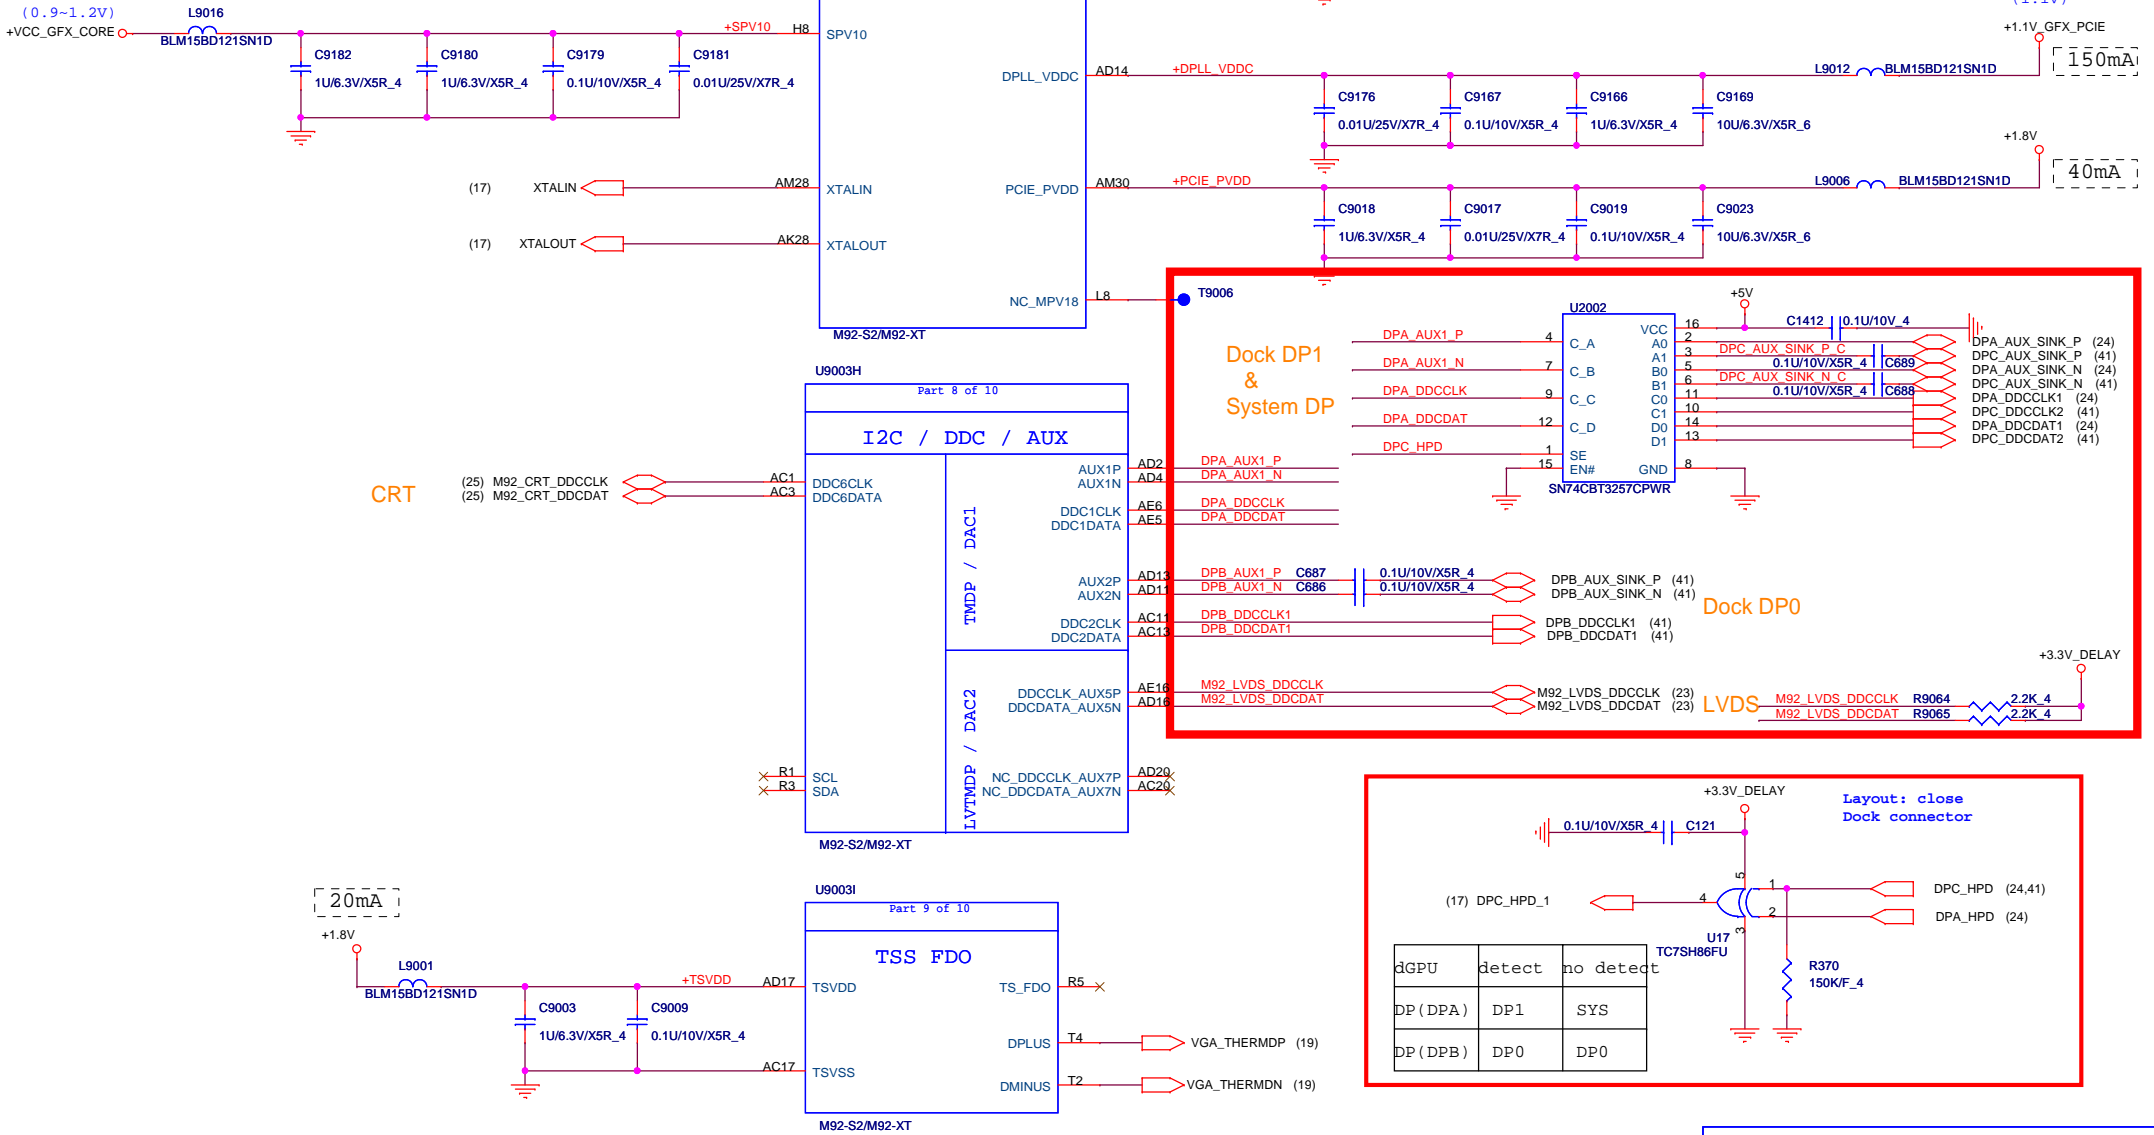 (0.9~1.2V)
+VCC_GFX_CORE
L9016
BLM15BD121SN1D
+SPV10
H8
SPV10
C9182
1U/6.3V/X5R_4
C9180
1U/6.3V/X5R_4
C9179
0.1U/10V/X5R_4
C9181
0.01U/25V/X7R_4
(17)
XTALIN
AM28
XTALIN
(17)
XTALOUT
AK28
XTALOUT
DPLL_VDDC
AD14
+DPLL_VDDC
PCIE_PVDD
AM30
+PCIE_PVDD
NC_MPV18
L8
T9006
M92-S2/M92-XT
(1.1V)
+1.1V_GFX_PCIE
150mA
L9012
BLM15BD121SN1D
C9176
0.01U/25V/X7R_4
C9167
0.1U/10V/X5R_4
C9166
1U/6.3V/X5R_4
C9169
10U/6.3V/X5R_6
+1.8V
40mA
L9006
BLM15BD121SN1D
C9018
1U/6.3V/X5R_4
C9017
0.01U/25V/X7R_4
C9019
0.1U/10V/X5R_4
C9023
10U/6.3V/X5R_6
Dock DP1
&
System DP
DPA_AUX1_P
DPA_AUX1_N
DPA_DDCCLK
DPA_DDCDAT
DPC_HPD
U2002
4
7
9
12
1
15
C_A
C_B
C_C
C_D
SE
EN#
VCC
A0
A1
B0
B1
C0
C1
D0
D1
GND
16
2
3
5
6
11
10
14
13
8
SN74CBT3257CPWR
+5V
C1412
0.1U/10V_4
DPC_AUX_SINK_P_C
0.1U/10V/X5R_4
C689
DPC_AUX_SINK_N_C
0.1U/10V/X5R_4
C688
DPA_AUX_SINK_P (24)
DPC_AUX_SINK_P (41)
DPA_AUX_SINK_N (24)
DPC_AUX_SINK_N (41)
DPA_DDCCLK1 (24)
DPC_DDCCLK2 (41)
DPA_DDCDAT1 (24)
DPC_DDCDAT2 (41)
U9003H
Part 8 of 10
I2C / DDC / AUX
CRT
(25) M92_CRT_DDCCLK
(25) M92_CRT_DDCDAT
AC1
AC3
DDC6CLK
DDC6DATA
TMDP / DAC1
LVTMDP / DAC2
R1
R3
SCL
SDA
AUX1P
AUX1N
DDC1CLK
DDC1DATA
AUX2P
AUX2N
DDC2CLK
DDC2DATA
DDCCLK_AUX5P
DDCDATA_AUX5N
NC_DDCCLK_AUX7P
NC_DDCDATA_AUX7N
AD2
AD4
AE6
AE5
AD13
AD11
AC11
AC13
AE16
AD16
AD20
AC20
M92-S2/M92-XT
DPA_AUX1_P
DPA_AUX1_N
DPA_DDCCLK
DPA_DDCDAT
DPB_AUX1_P C687 0.1U/10V/X5R_4
DPB_AUX1_N C686 0.1U/10V/X5R_4
DPB_DDCCLK1
DPB_DDCDAT1
DPB_AUX_SINK_P (41)
DPB_AUX_SINK_N (41)
DPB_DDCCLK1 (41)
DPB_DDCDAT1 (41)
Dock DP0
M92_LVDS_DDCCLK
M92_LVDS_DDCDAT
M92_LVDS_DDCCLK (23)
M92_LVDS_DDCDAT (23)
LVDS
+3.3V_DELAY
M92_LVDS_DDCCLK R9064 2.2K_4
M92_LVDS_DDCDAT R9065 2.2K_4
+3.3V_DELAY
Layout: close
Dock connector
0.1U/10V/X5R_4
C121
(17) DPC_HPD_1
4
5
1
2
3
DPC_HPD (24,41)
DPA_HPD (24)
U17
TC7SH86FU
R370
150K/F_4
dGPU detect no detect
DP(DPA) DP1 SYS
DP(DPB) DP0 DP0
20mA
+1.8V
L9001
BLM15BD121SN1D
+TSVDD
C9003
1U/6.3V/X5R_4
C9009
0.1U/10V/X5R_4
U9003I
Part 9 of 10
TSS FDO
AD17
TSVDD
AC17
TSVSS
TS_FDO
R5
DPLUS
T4
VGA_THERMDP (19)
DMINUS
T2
VGA_THERMDN (19)
M92-S2/M92-XT